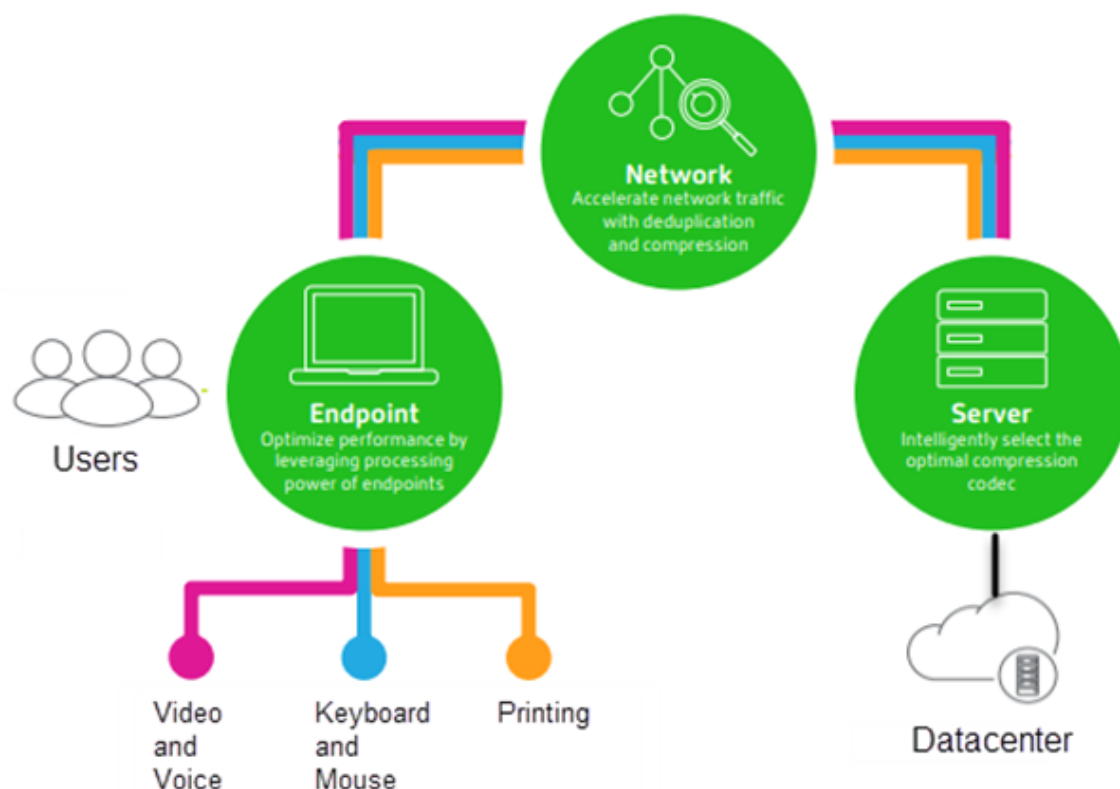 Network
Accelerate network traffic
with deduplication
and compression
Endpoint
Optimize performance by
leveraging processing
power of endpoints
Server
Intelligently select the
optimal compression
codec
Users
Video
and
Voice
Keyboard
and
Mouse
Printing
Datacenter